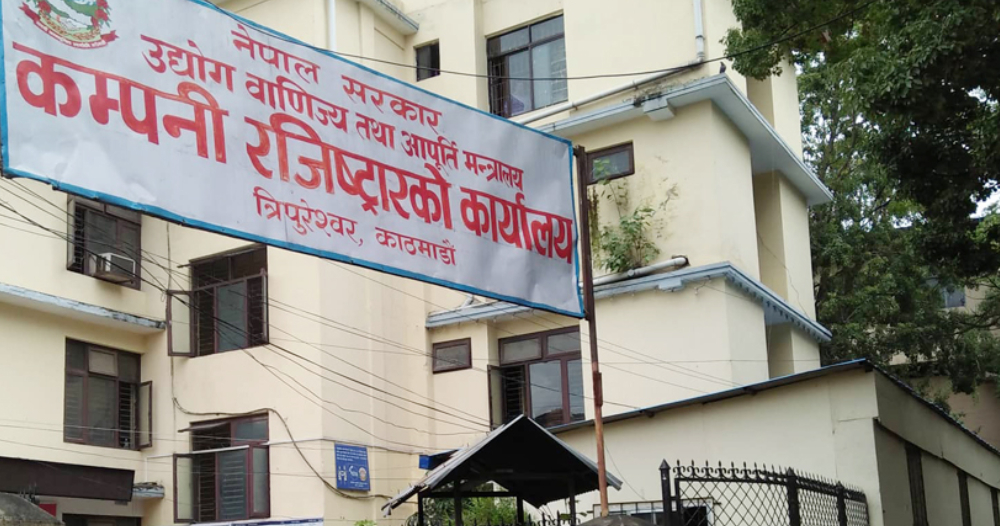 नेपाल सरकार
उद्योग वाणिज्य तथा आपूर्ति मन्त्रालय
कम्पनी रजिष्ट्रारको कार्यालय
त्रिपुरेश्वर, काठमाडौं